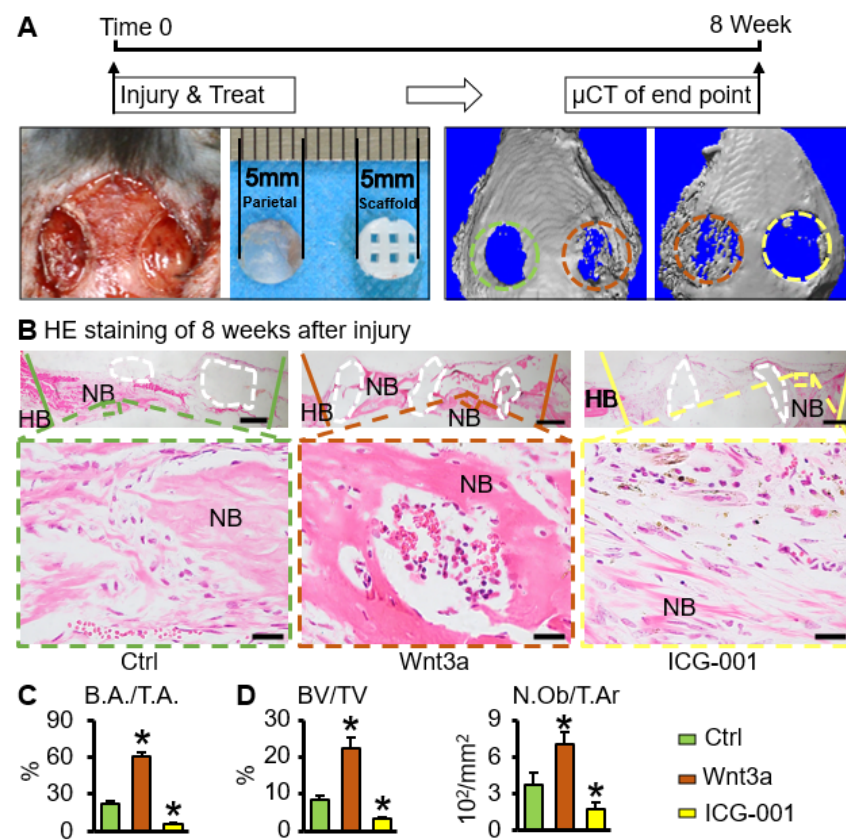 A
Time 0
8 Week
Injury & Treat
µCT of end point
5mm
Parietal
5mm
Scaffold
B HE staining of 8 weeks after injury
HB
NB
HB
NB
NB
HB
NB
NB
NB
NB
Ctrl
Wnt3a
ICG-001
C
B.A./T.A.
%
90
60
30
0
*
*
D
BV/TV
%
30
20
10
0
*
*
N.Ob/T.Ar
10²/mm²
9
6
3
0
*
*
Ctrl
Wnt3a
ICG-001